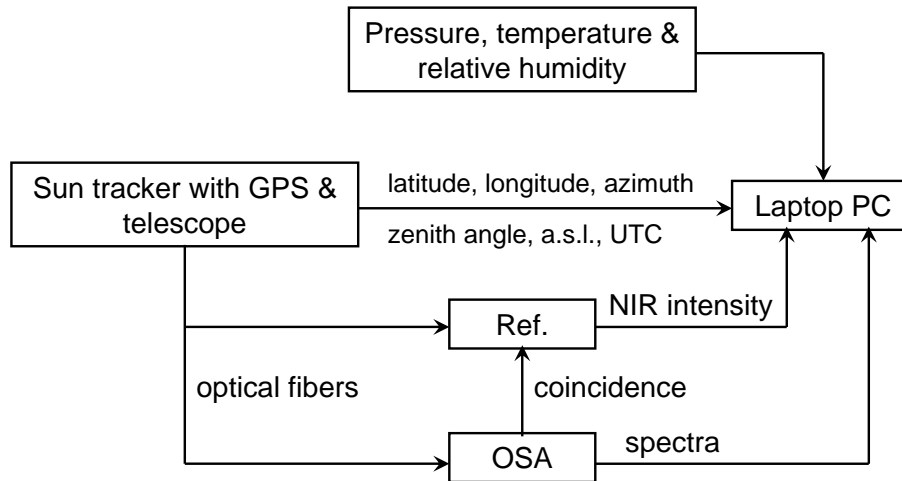 Pressure, temperature &
relative humidity
Sun tracker with GPS &
telescope
latitude, longitude, azimuth
zenith angle, a.s.l., UTC
Laptop PC
Ref.
NIR intensity
optical fibers
coincidence
OSA
spectra